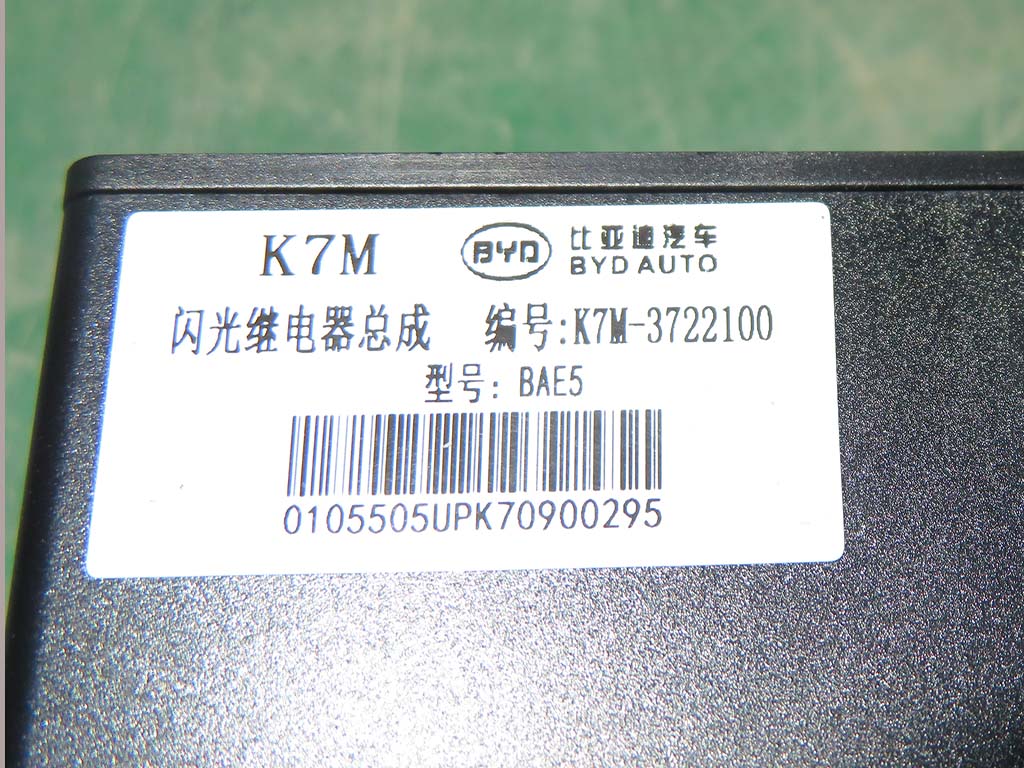 K7M
BYD 比亚迪汽车
BYD AUTO
闪光继电器总成 编号:K7M-3722100
型号: BAE5
0105505UPK70900295